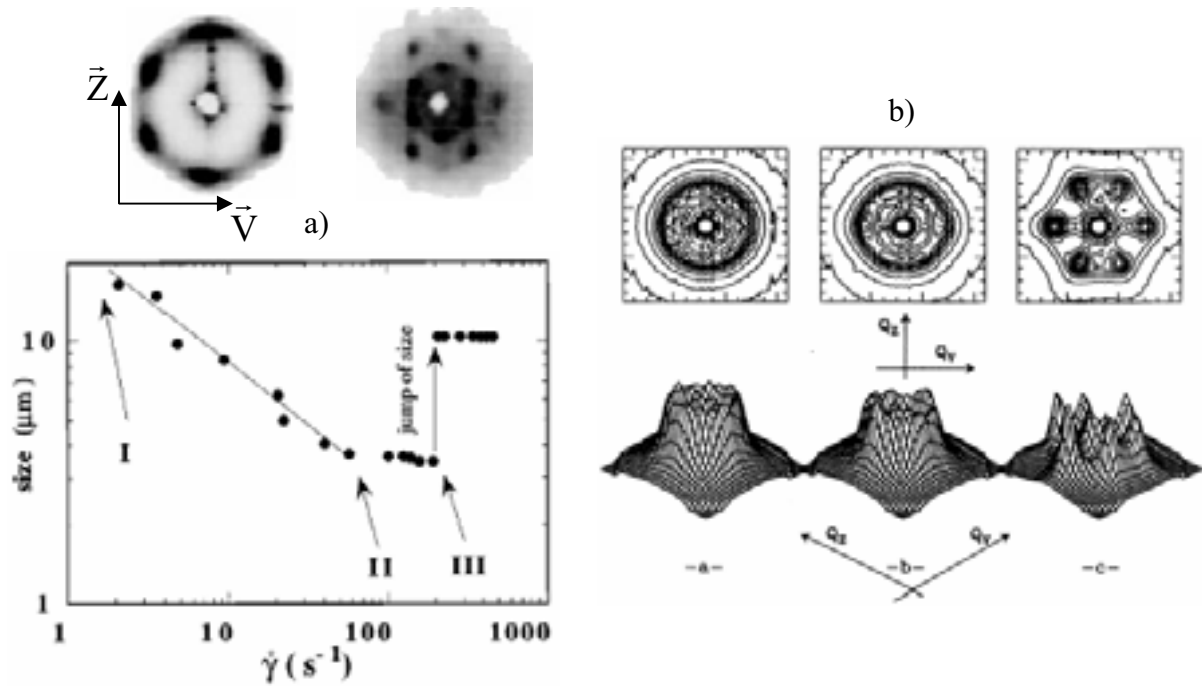 Z
V
a)
size (μm)
10
1
I
II
III
jump of size
1
10
100
1000
γ̇ ( s⁻¹ )
b)
Q_z
Q_v
Q_z
Q_v
-a-
-b-
-c-